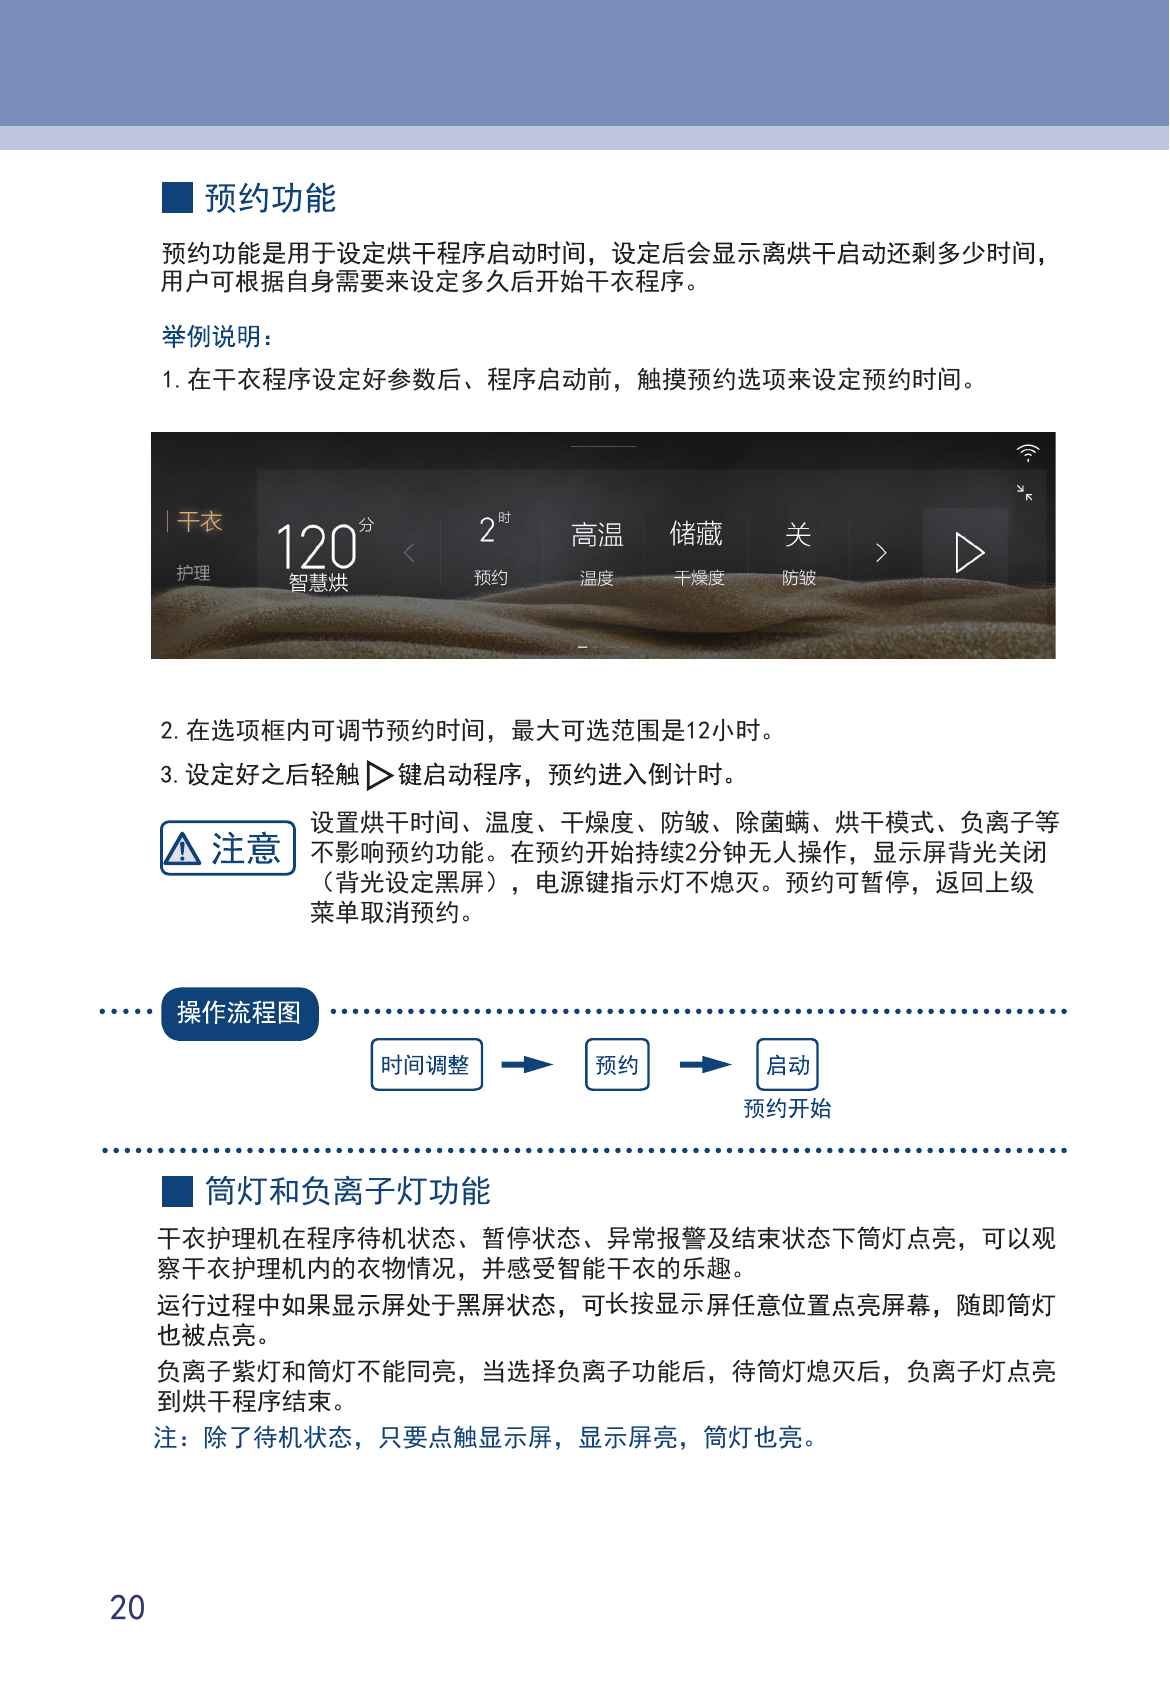 预约功能
预约功能是用于设定烘干程序启动时间，设定后会显示离烘干启动还剩多少时间，
用户可根据自身需要来设定多久后开始干衣程序。
举例说明：
1.在干衣程序设定好参数后、程序启动前，触摸预约选项来设定预约时间。
干衣
护理
120分
智慧烘
2时
预约
高温
温度
储藏
干燥度
关
防皱
2.在选项框内可调节预约时间，最大可选范围是12小时。
3.设定好之后轻触▷键启动程序，预约进入倒计时。
注意
设置烘干时间、温度、干燥度、防皱、除菌螨、烘干模式、负离子等
不影响预约功能。在预约开始持续2分钟无人操作，显示屏背光关闭
（背光设定黑屏），电源键指示灯不熄灭。预约可暂停，返回上级
菜单取消预约。
操作流程图
时间调整
预约
启动
预约开始
筒灯和负离子灯功能
干衣护理机在程序待机状态、暂停状态、异常报警及结束状态下筒灯点亮，可以观
察干衣护理机内的衣物情况，并感受智能干衣的乐趣。
运行过程中如果显示屏处于黑屏状态，可长按显示屏任意位置点亮屏幕，随即筒灯
也被点亮。
负离子紫灯和筒灯不能同亮，当选择负离子功能后，待筒灯熄灭后，负离子灯点亮
到烘干程序结束。
注：除了待机状态，只要点触显示屏，显示屏亮，筒灯也亮。
20